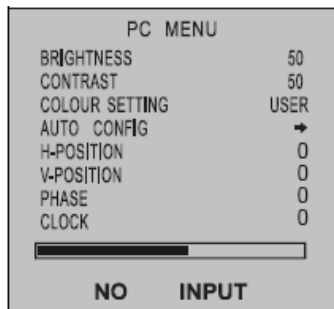 PC MENU
BRIGHTNESS 50
CONTRAST 50
COLOUR SETTING USER
AUTO CONFIG ➔
H-POSITION 0
V-POSITION 0
PHASE 0
CLOCK 0
NO INPUT